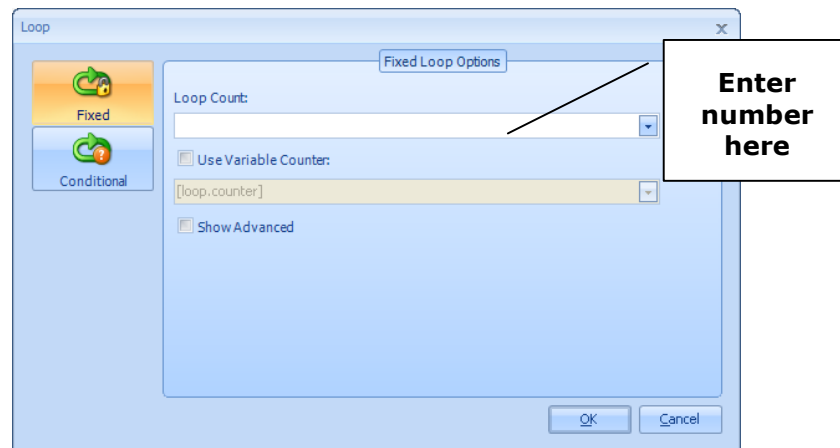 Loop
x
Fixed Loop Options
Fixed
Conditional
Loop Count:
Use Variable Counter:
[loop.counter]
Show Advanced
OK
Cancel
Enter
number
here